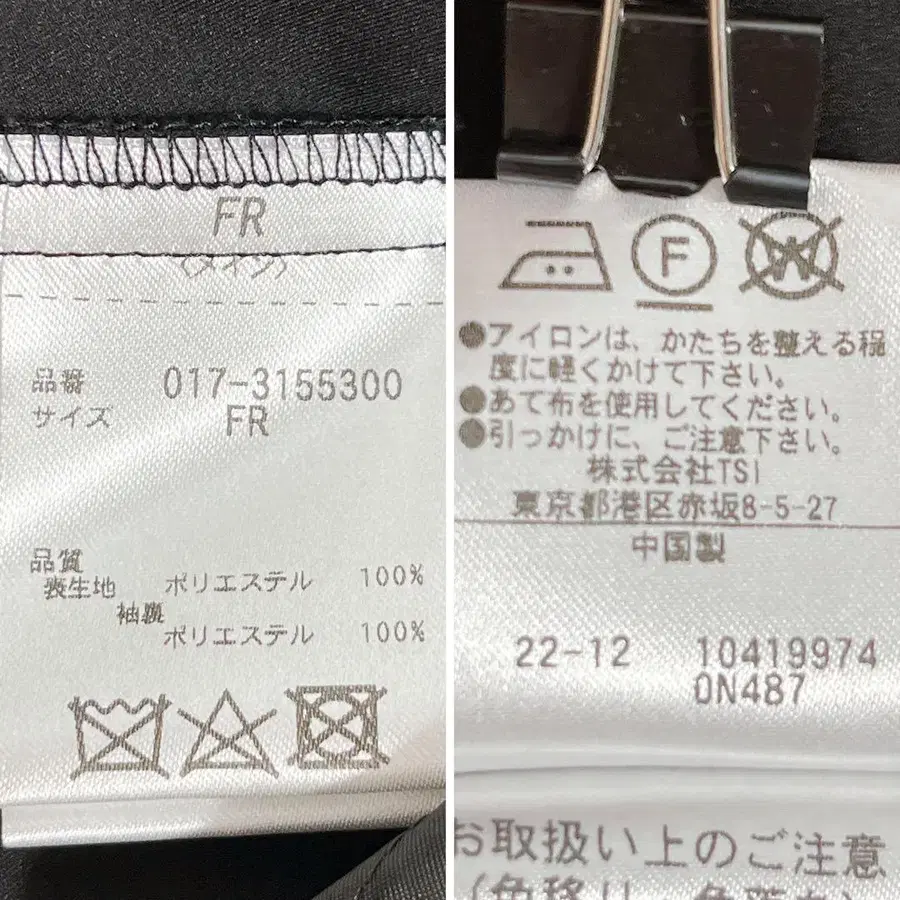 FR
(メイン)
品番 017-3155300
サイズ FR
品質
表生地 ポリエステル 100%
袖裏
ポリエステル 100%
F
W
●アイロンは、かたちを整える程
度に軽くかけて下さい。
●あて布を使用してください。
●引っかけに、ご注意下さい。
株式会社TSI
東京都港区赤坂8-5-27
中国製
22-12 10419974
0N487
お取扱い上のご注意